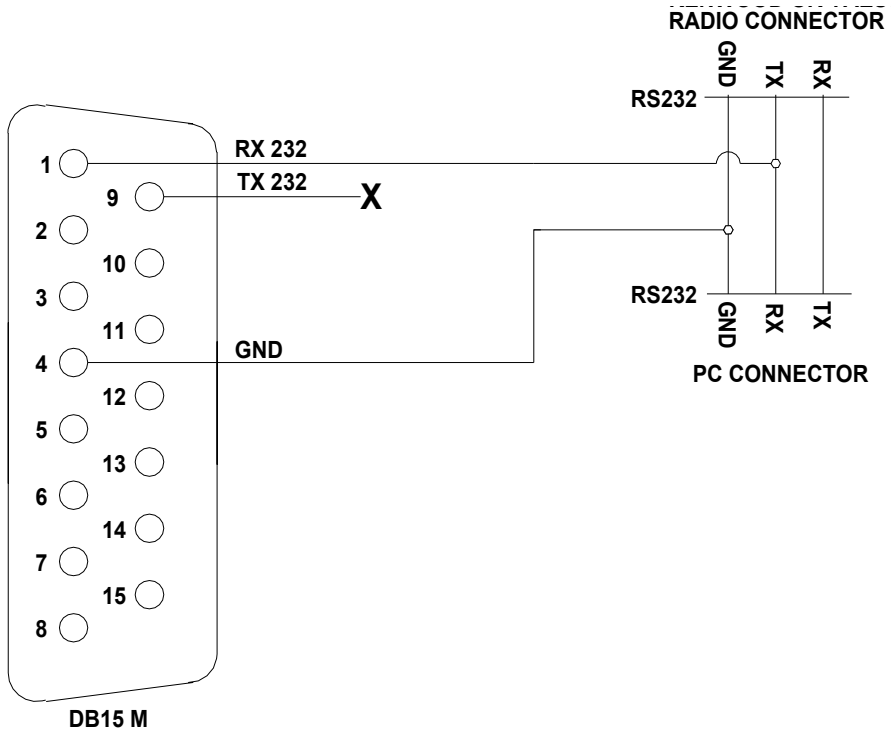 RADIO CONNECTOR
GND TX RX
RS232
1 RX 232
9 TX 232 X
2
10
3
RS232
GND RX TX
11
4 GND
PC CONNECTOR
12
5
13
6
14
7
15
8
DB15 M